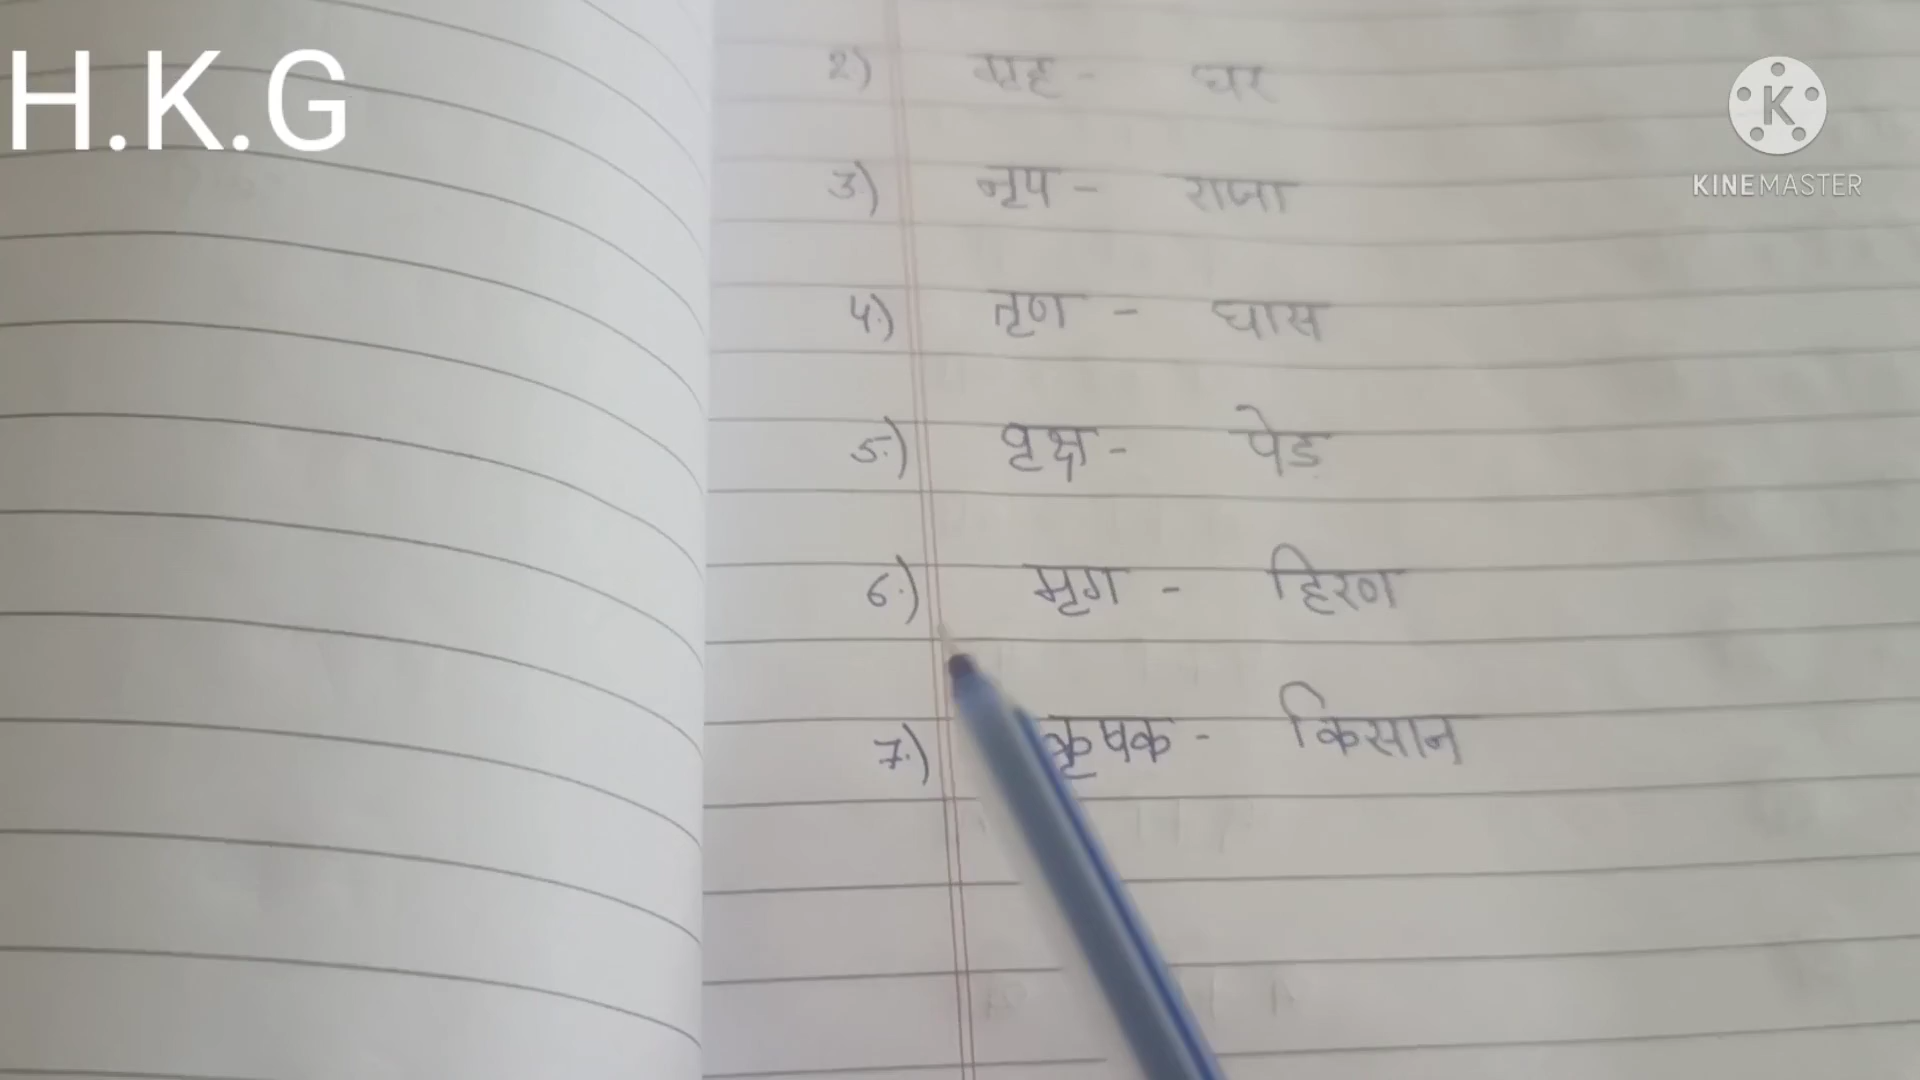 H.K.G
KINEMASTER
2) गृह - घर
3) नृप - राजा
4.) तृण - घास
5.) वृक्ष - पेड
6.) मृग - हिरण
7.) कृषक - किसान